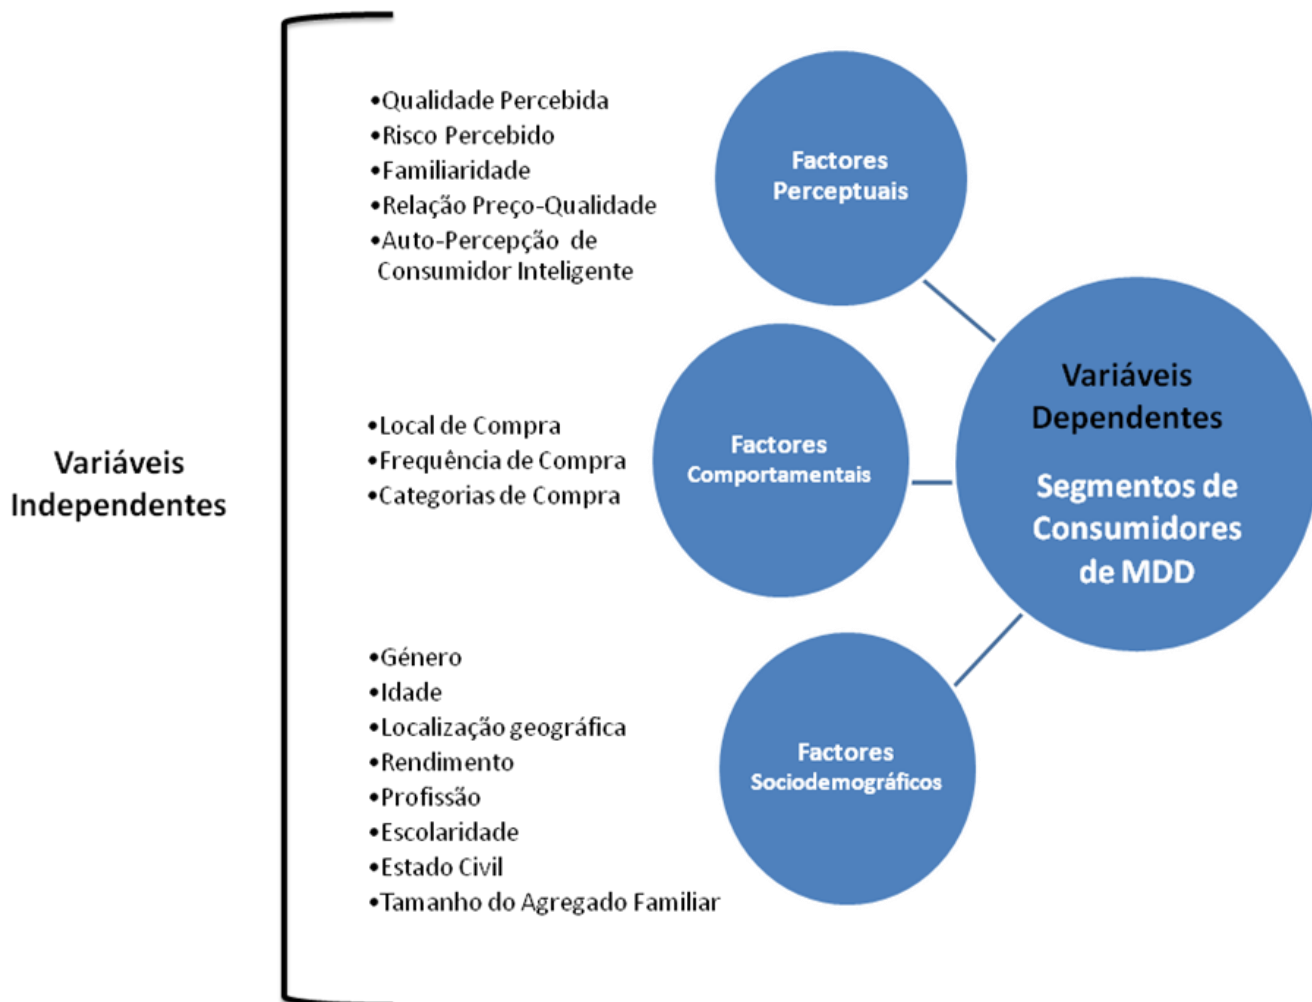 Variáveis
Independentes
•Qualidade Percebida
•Risco Percebido
•Familiaridade
•Relação Preço-Qualidade
•Auto-Percepção de
Consumidor Inteligente
Factores
Perceptuais
•Local de Compra
•Frequência de Compra
•Categorias de Compra
Factores
Comportamentais
•Género
•Idade
•Localização geográfica
•Rendimento
•Profissão
•Escolaridade
•Estado Civil
•Tamanho do Agregado Familiar
Factores
Sociodemográficos
Variáveis
Dependentes
Segmentos de
Consumidores
de MDD